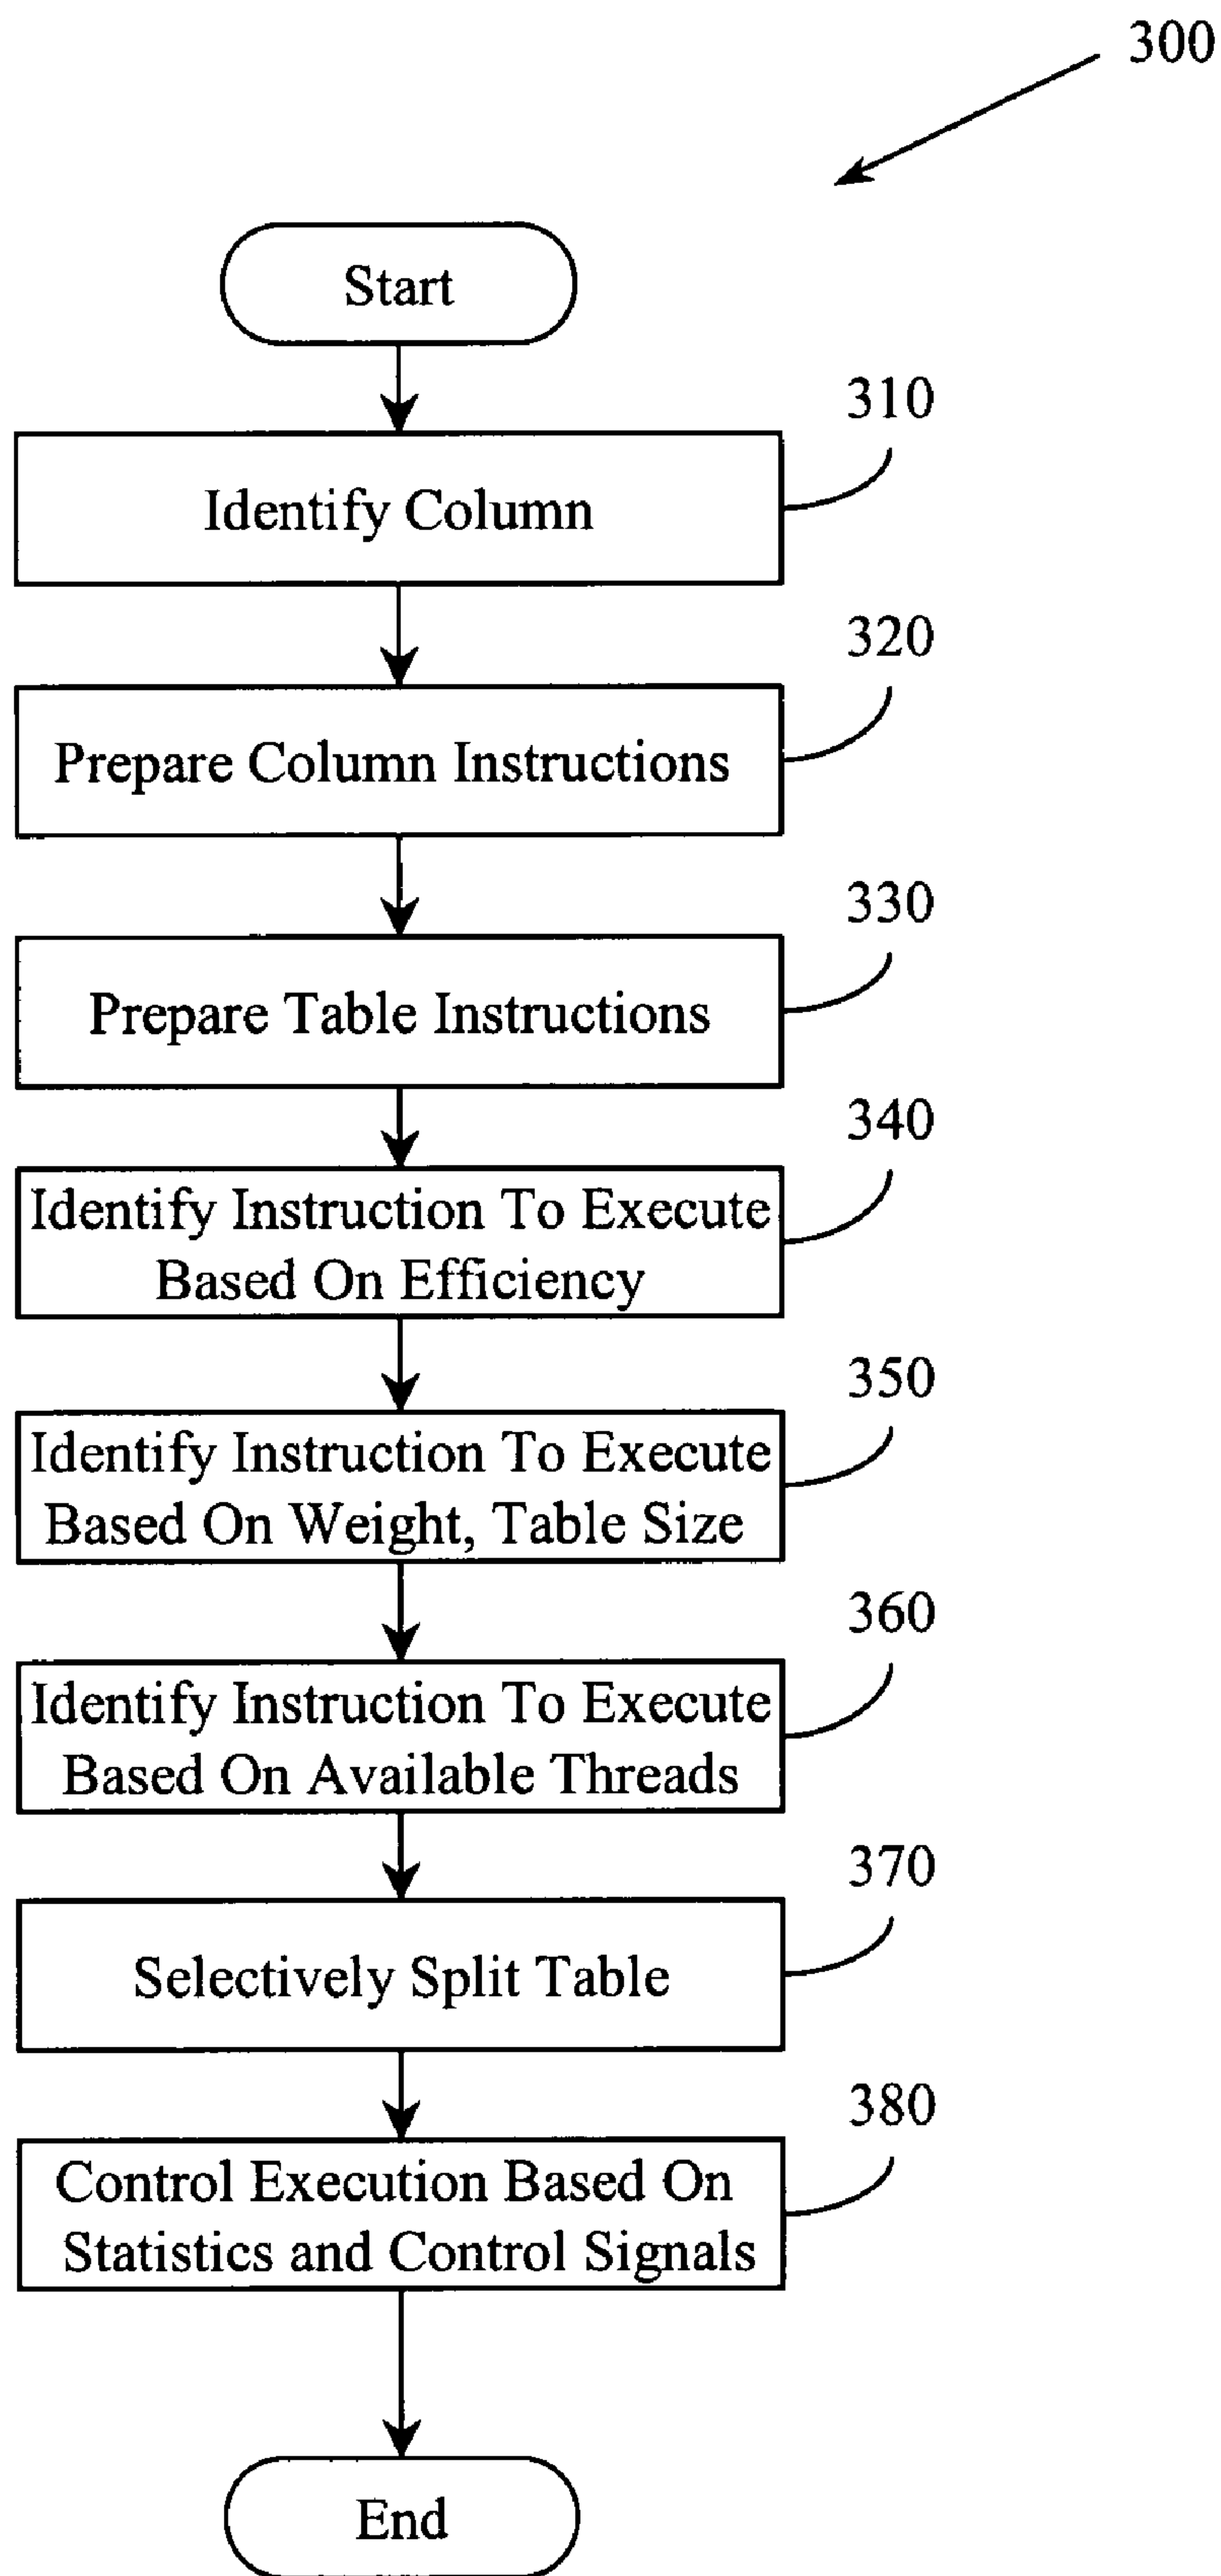 300
Start
310
Identify Column
320
Prepare Column Instructions
330
Prepare Table Instructions
340
Identify Instruction To Execute
Based On Efficiency
350
Identify Instruction To Execute
Based On Weight, Table Size
360
Identify Instruction To Execute
Based On Available Threads
370
Selectively Split Table
380
Control Execution Based On
Statistics and Control Signals
End